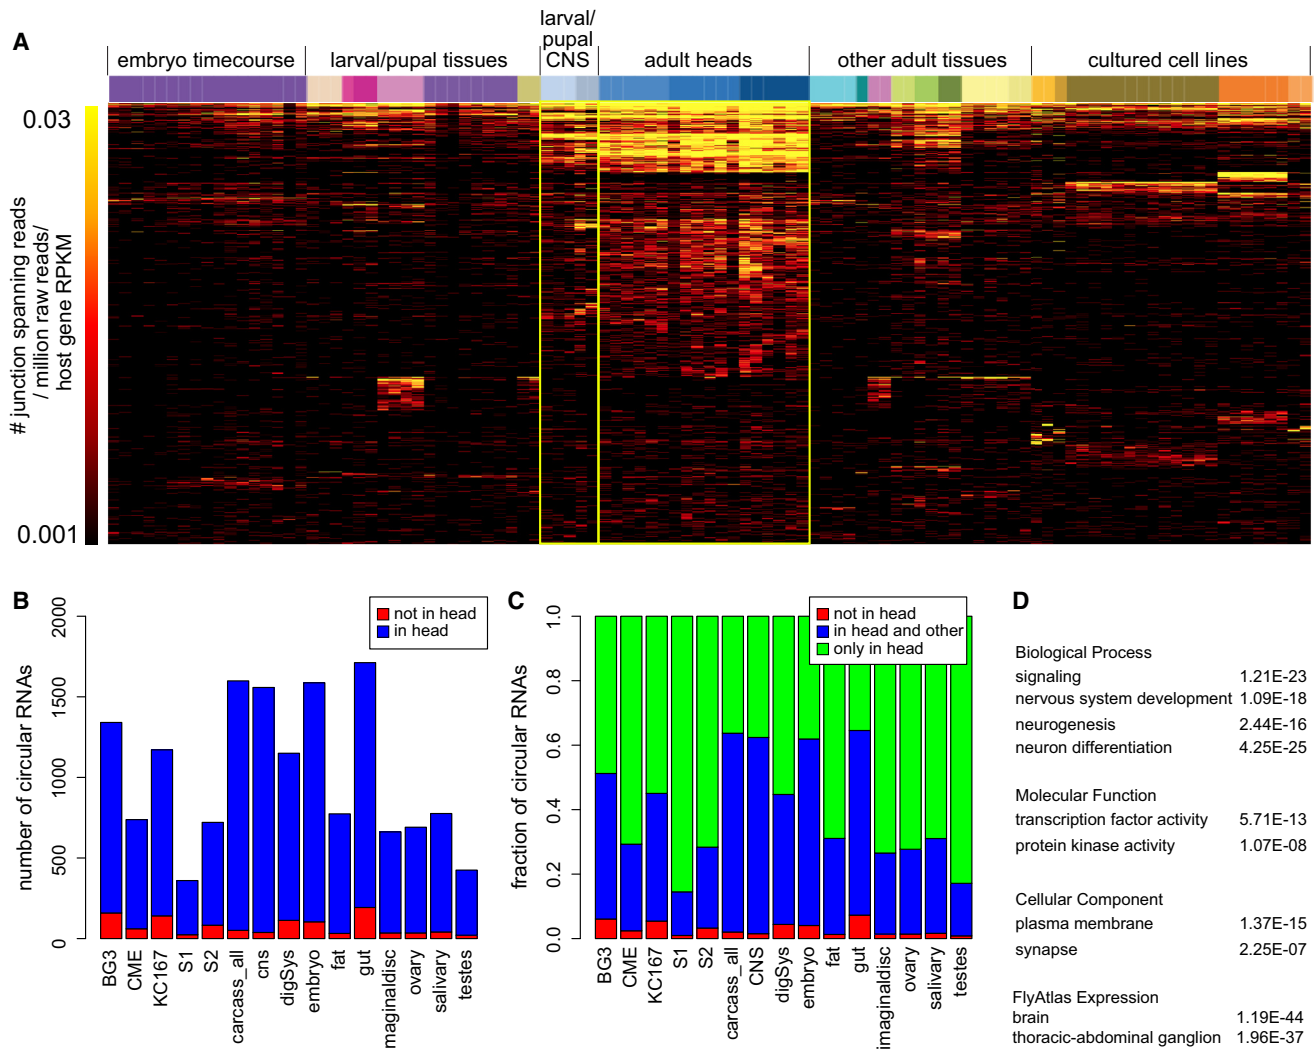 A
embryo timecourse
larval/pupal tissues
larval/
pupal
CNS
adult heads
other adult tissues
cultured cell lines
0.03
0.001
# junction spanning reads
/ million raw reads/
host gene RPKM
B
number of circular RNAs
2000
1500
1000
500
0
not in head
in head
BG3
CME
KC167
S1
S2
carcass_all
cns
digSys
embryo
fat
gut
maginaldisc
ovary
salivary
testes
C
fraction of circular RNAs
1.0
0.8
0.6
0.4
0.2
0.0
not in head
in head and other
only in head
BG3
CME
KC167
S1
S2
carcass_all
CNS
digSys
embryo
fat
gut
imaginaldisc
ovary
salivary
testes
D
Biological Process
signaling 1.21E-23
nervous system development 1.09E-18
neurogenesis 2.44E-16
neuron differentiation 4.25E-25
Molecular Function
transcription factor activity 5.71E-13
protein kinase activity 1.07E-08
Cellular Component
plasma membrane 1.37E-15
synapse 2.25E-07
FlyAtlas Expression
brain 1.19E-44
thoracic-abdominal ganglion 1.96E-37